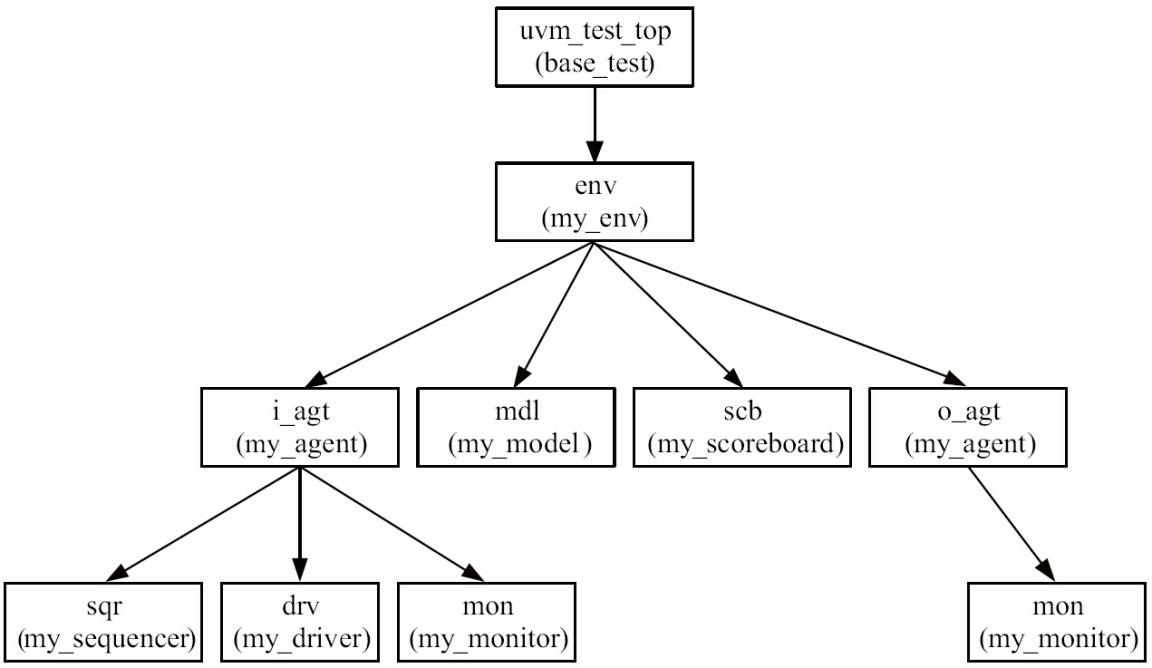 uvm_test_top
(base_test)
env
(my_env)
i_agt
(my_agent)
mdl
(my_model)
scb
(my_scoreboard)
o_agt
(my_agent)
sqr
(my_sequencer)
drv
(my_driver)
mon
(my_monitor)
mon
(my_monitor)